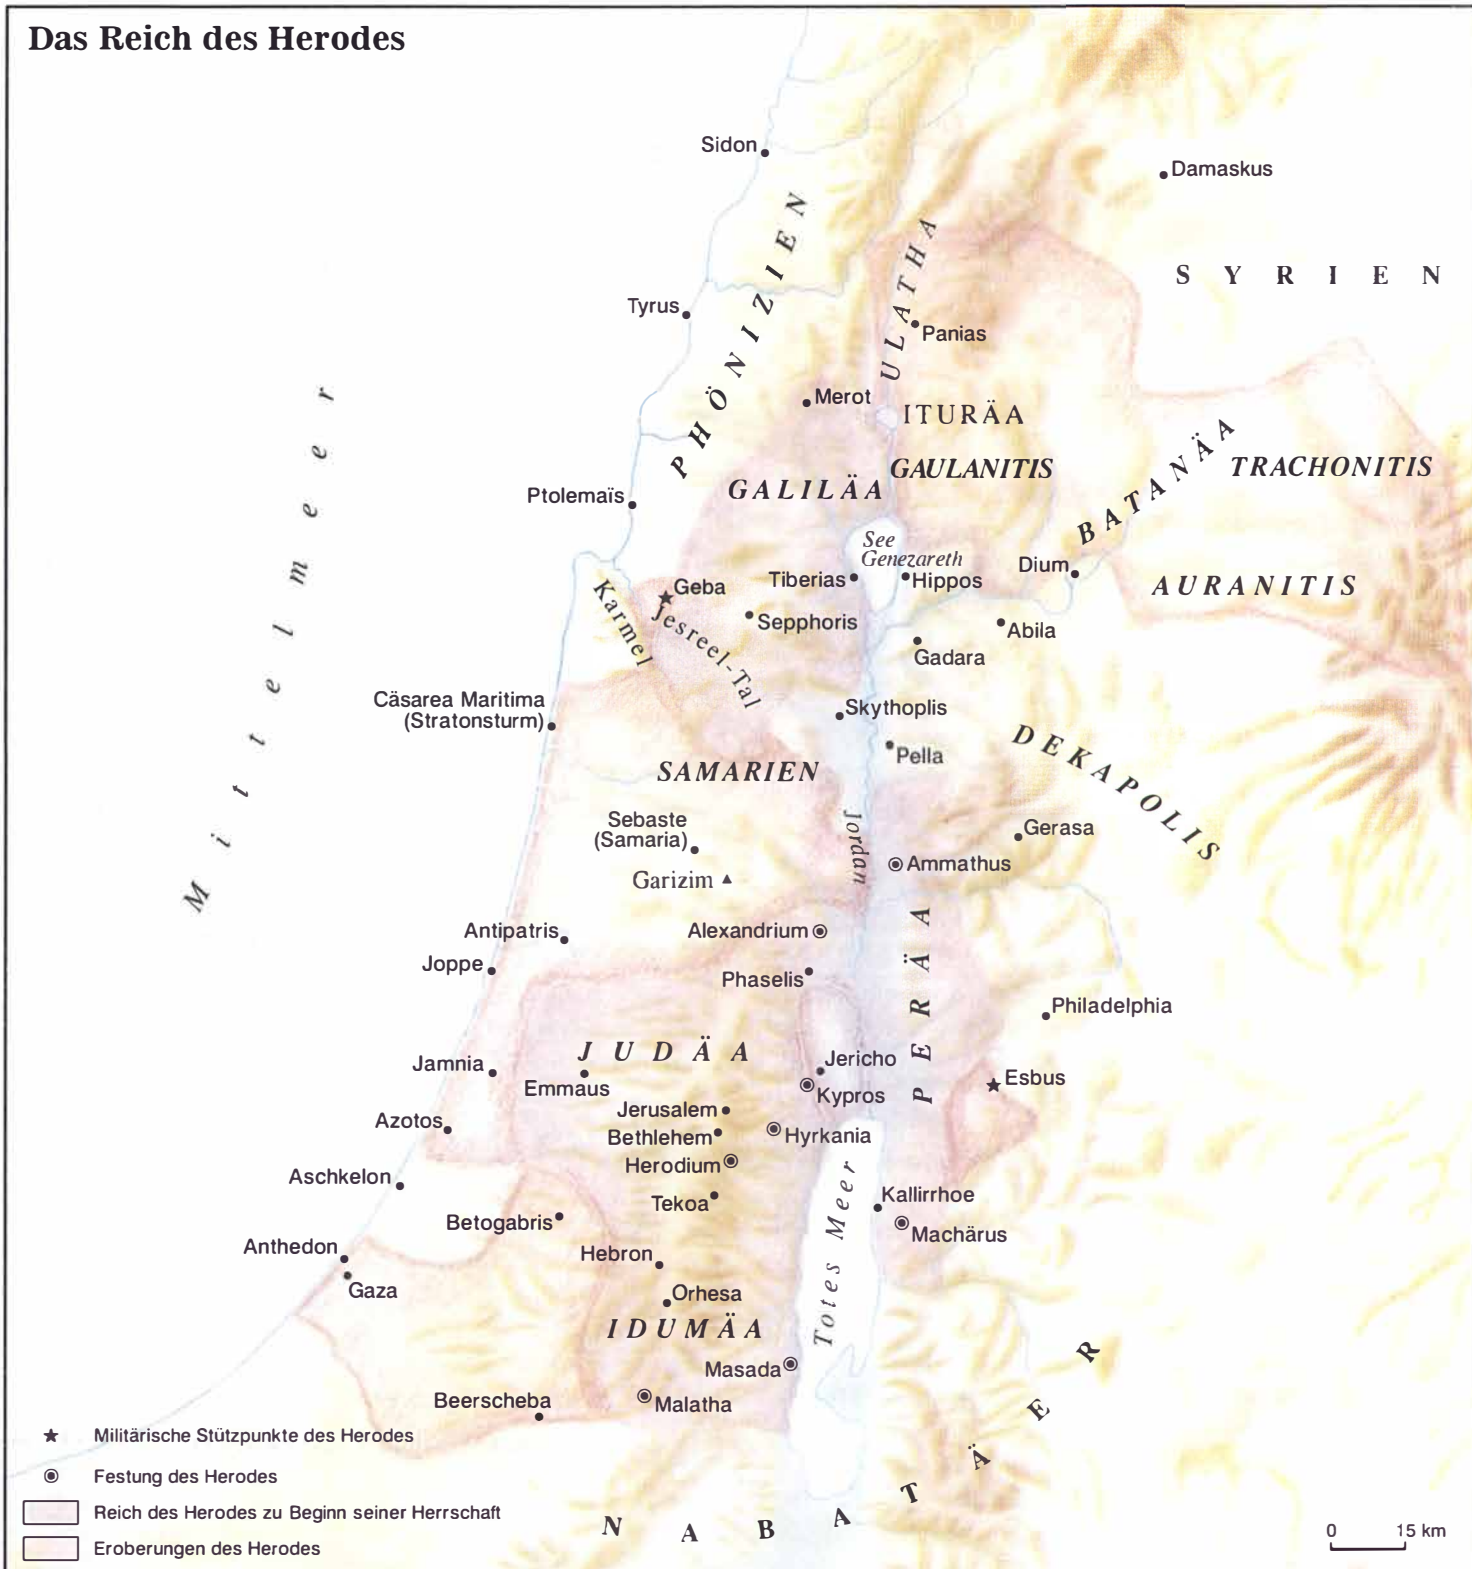 Das Reich des Herodes
Sidon
Damaskus
PHÖNIZIEN
ULATHA
SYRIEN
Tyrus
Panias
Mittelmeer
Merot
ITURÄA
BATANÄA
TRACHONITIS
GAULANITIS
GALILÄA
Ptolemaïs
See
Genezareth
Dium
Tiberias
Hippos
AURANITIS
Geba
Karmel
Jesreel-Tal
Sepphoris
Abila
Gadara
Cäsarea Maritima
(Stratonsturm)
Skythoplis
Pella
DEKAPOLIS
SAMARIEN
Sebaste
(Samaria)
Jordan
Gerasa
Ammathus
Garizim
Antipatris
Alexandrium
PERÄA
Joppe
Phaselis
Philadelphia
JUDÄA
Jamnia
Emmaus
Jericho
Kypros
Esbus
Jerusalem
Azotos
Bethlehem
Hyrkania
Herodium
Aschkelon
Tekoa
Kallirrhoe
Betogabris
Machärus
Totes Meer
Anthedon
Hebron
Gaza
Orhesa
IDUMÄA
Masada
Malatha
Beerscheba
NABATÄER
Militärische Stützpunkte des Herodes
Festung des Herodes
Reich des Herodes zu Beginn seiner Herrschaft
Eroberungen des Herodes
0 15 km